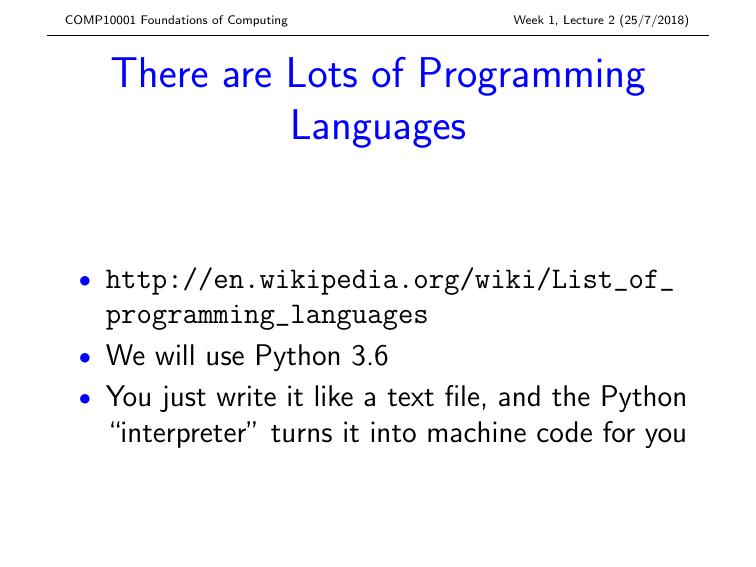 COMP10001 Foundations of Computing Week 1, Lecture 2 (25/7/2018)
There are Lots of Programming
Languages
• http://en.wikipedia.org/wiki/List_of_
programming_languages
• We will use Python 3.6
• You just write it like a text file, and the Python
“interpreter” turns it into machine code for you